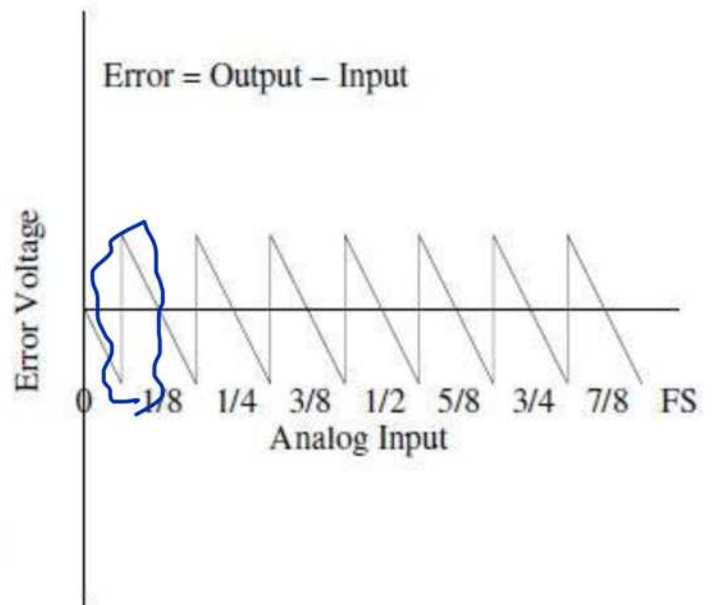 Error = Output – Input
Error Voltage
0 1/8 1/4 3/8 1/2 5/8 3/4 7/8 FS
Analog Input